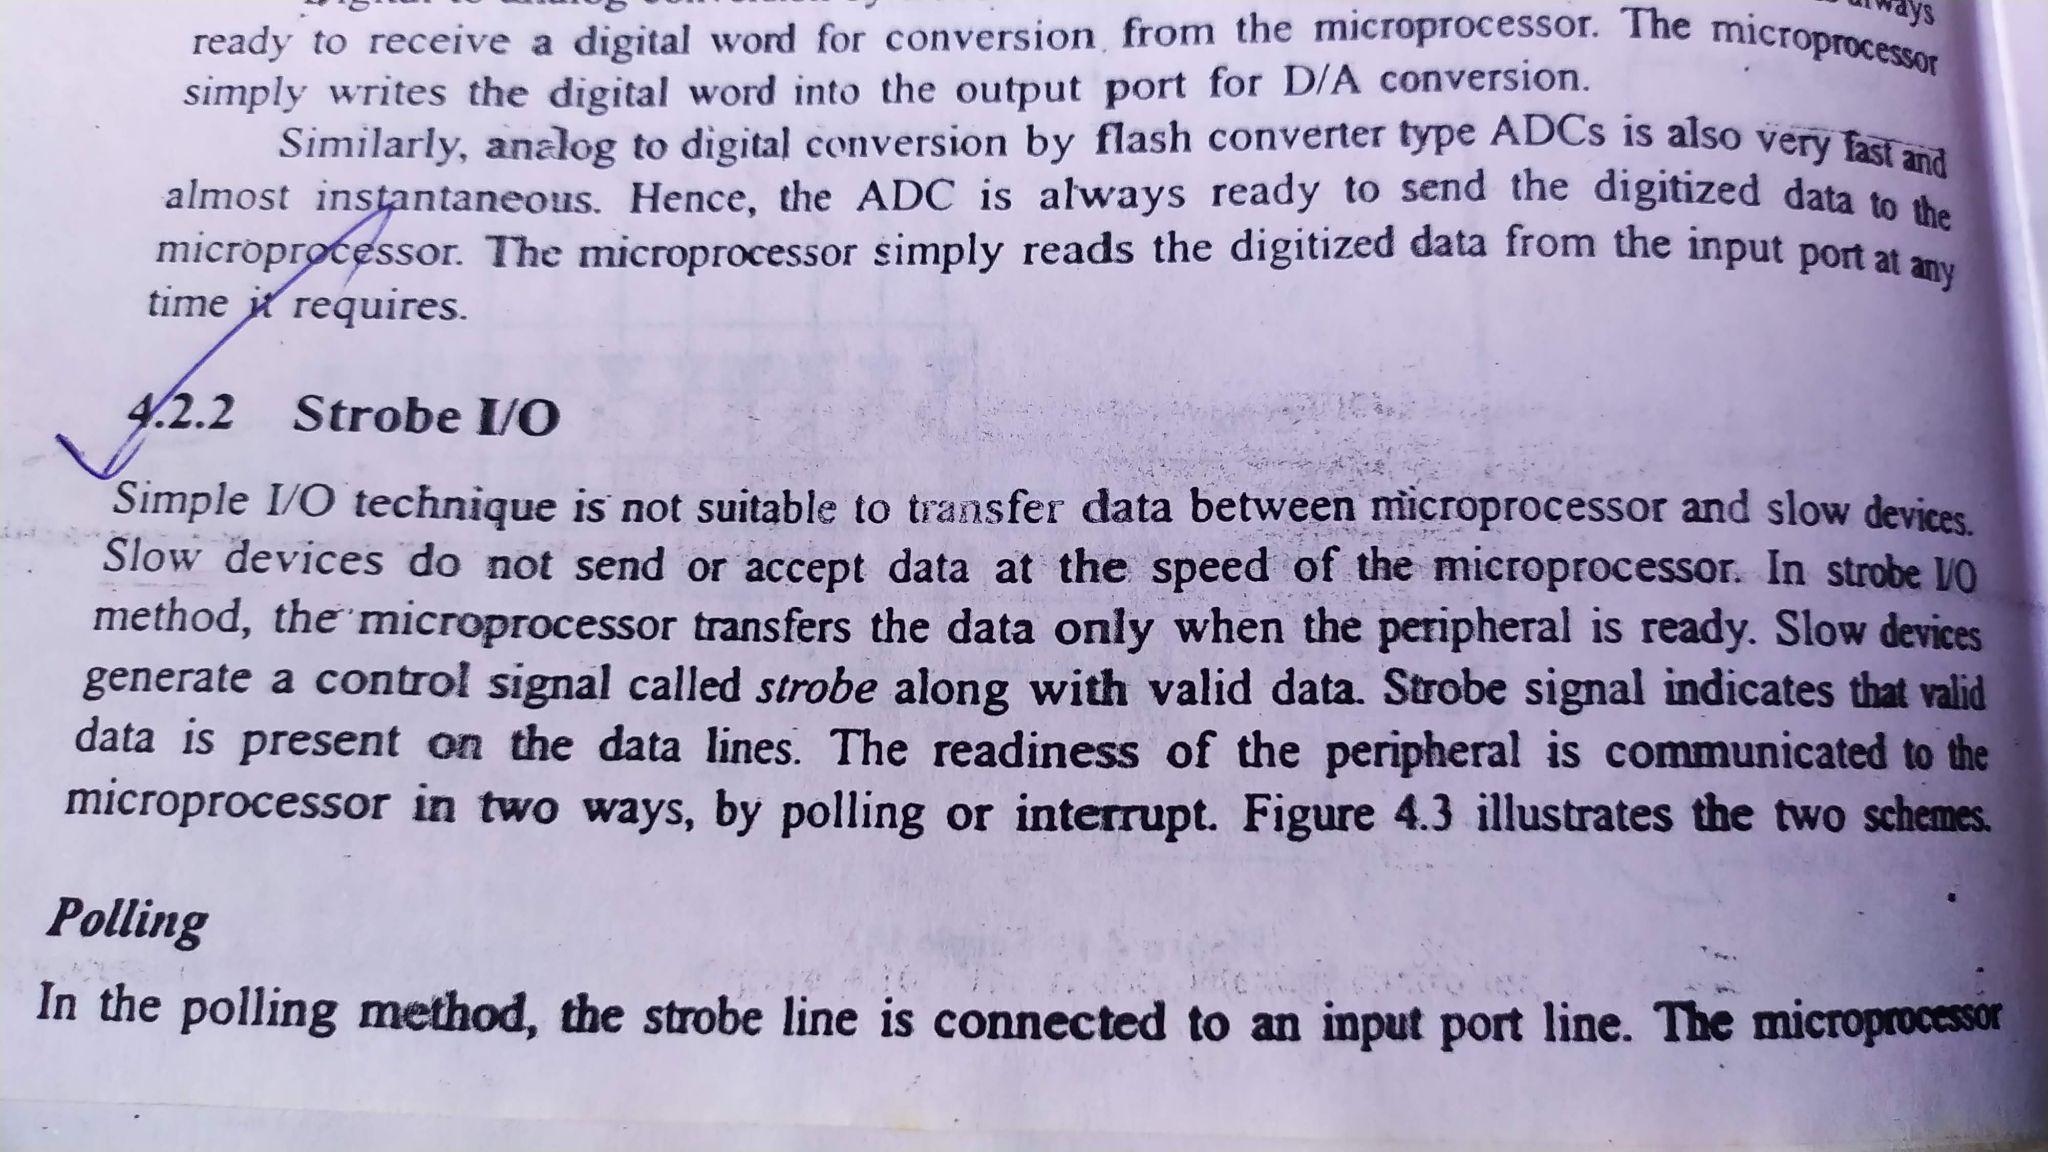 always
ready to receive a digital word for conversion from the microprocessor. The microprocessor
simply writes the digital word into the output port for D/A conversion.
Similarly, analog to digital conversion by flash converter type ADCs is also very fast and
almost instantaneous. Hence, the ADC is always ready to send the digitized data to the
microprocessor. The microprocessor simply reads the digitized data from the input port at any
time it requires.
4.2.2 Strobe I/O
Simple I/O technique is not suitable to transfer data between microprocessor and slow devices.
Slow devices do not send or accept data at the speed of the microprocessor. In strobe I/O
method, the microprocessor transfers the data only when the peripheral is ready. Slow devices
generate a control signal called strobe along with valid data. Strobe signal indicates that valid
data is present on the data lines. The readiness of the peripheral is communicated to the
microprocessor in two ways, by polling or interrupt. Figure 4.3 illustrates the two schemes.
Polling
In the polling method, the strobe line is connected to an input port line. The microprocessor